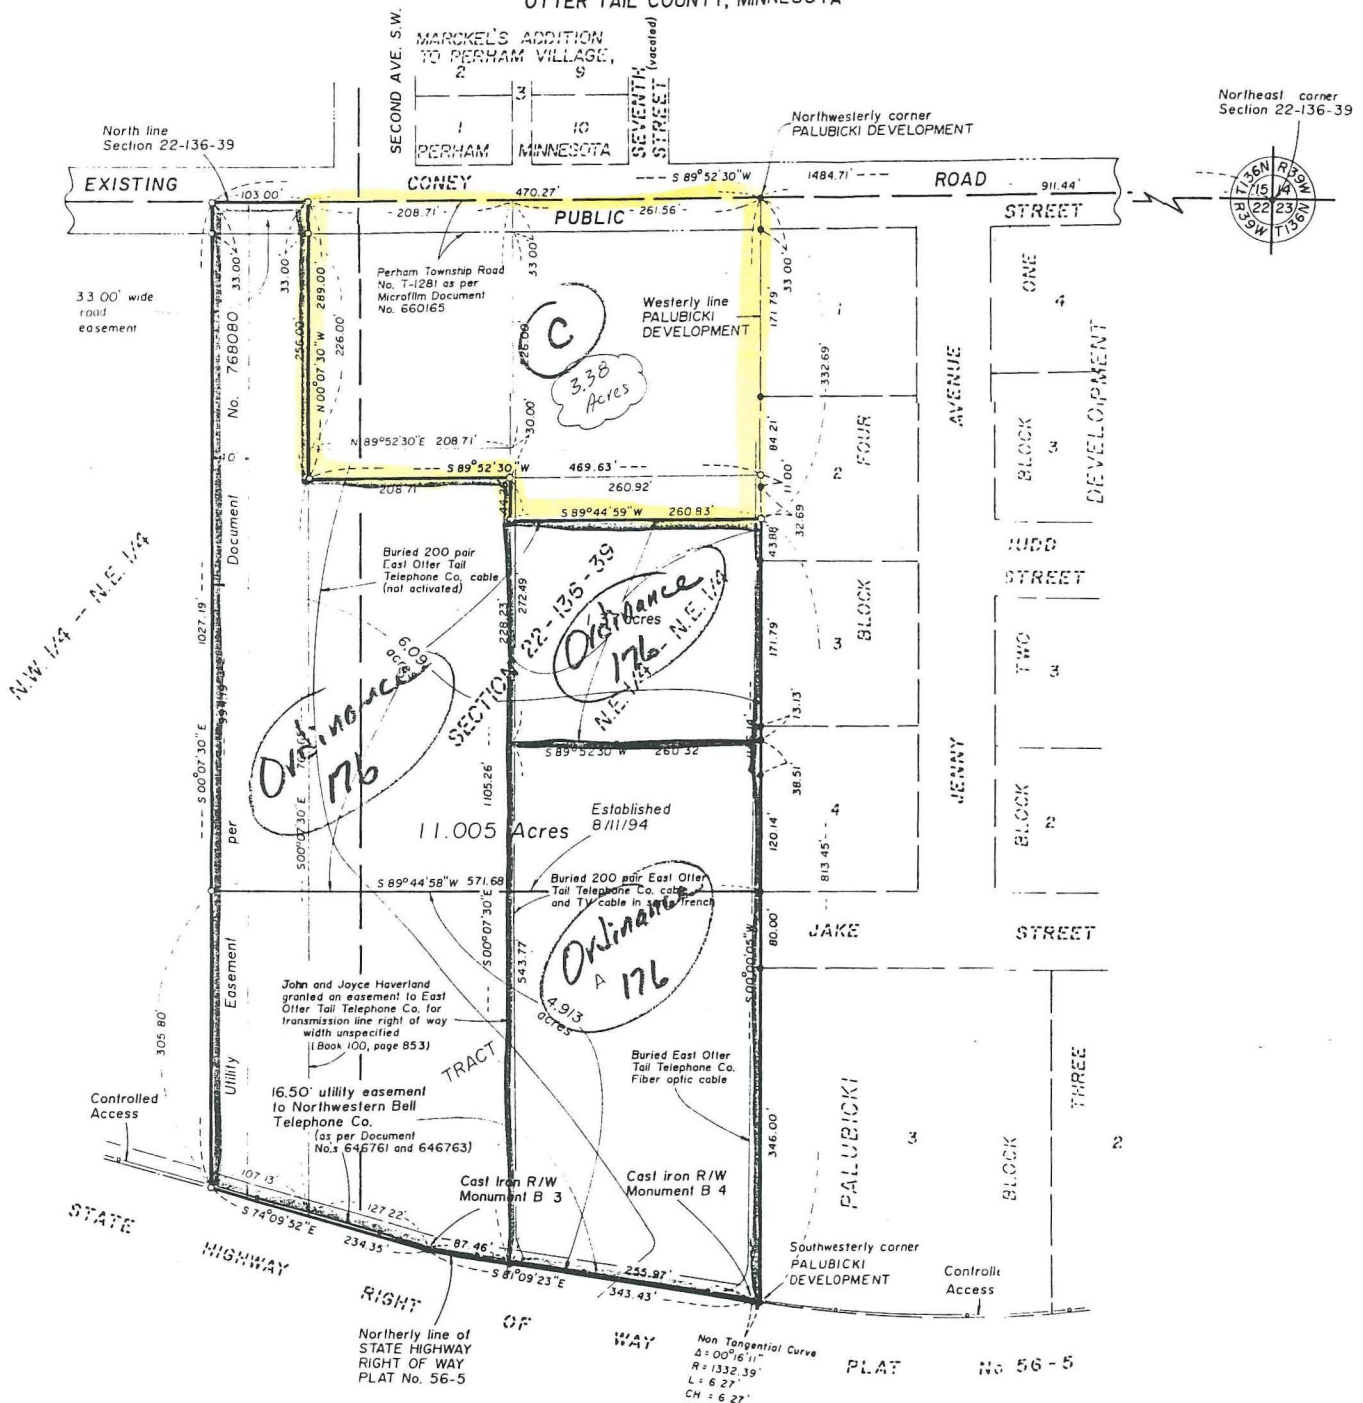 OTTER TAIL COUNTY, MINNESOTA
SECOND AVE. S.W.
MARCKEL'S ADDITION
TO PERHAM VILLAGE,
2
9
3
1
10
PERHAM
MINNESOTA
SEVENTH
STREET (vacated)
Northwesterly corner
PALUBICKI DEVELOPMENT
Northeast corner
Section 22-136-39
North line
Section 22-136-39
EXISTING
CONEY
ROAD
PUBLIC
STREET
103.00'
470.27'
S 89°52'30"W
1484.71'
911.44'
208.71'
261.56'
T136N R39W
15 14
22 23
R39W T136N
33.00'
33.00'
33.00'
33 00'
33 00' wide
road
easement
Perham Township Road
No. T-1281 as per
Microfilm Document
No. 660165
Westerly line
PALUBICKI
DEVELOPMENT
C
3.38
Acres
289.00'
256.00
N 00°07'30"W
226.00'
226.00
30.00'
171.79
332.69'
84.21'
11.00'
32.69
43.88'
N 89°52'30"E 208 71'
S 89°52'30"W
469.63'
208.71'
260.92'
S 89°44'59"W
260.83'
Document
No. 768080
10
per
Easement
Utility
N.W. 1/4 - N.E. 1/4
1
2
FOUR
3
BLOCK
4
AVENUE
JENNY
ONE
4
3
BLOCK
DEVELOPMENT
JUDD
STREET
TWO
3
BLOCK
2
JAKE
STREET
Buried 200 pair
East Otter Tail
Telephone Co. cable
(not activated)
6.09
acres
272.49
228.23'
SECTION 22-136-39
N.E. 1/4 - N.E. 1/4
acres
Ordinance
176
Ordinance
176
1027.19'
S 00°07'30"E
S00°07'30"E
171.79
13.13'
38.51'
S 89°52'30"W
260.32
1105.26'
120.14'
813 45'
11.005 Acres
Established
8/11/94
S 89°44'58"W 571.68'
Buried 200 pair East Otter
Tail Telephone Co. cable
and TV cable in same trench
Ordinance
A
176
4.913
acres
S00°07'30"E
543.77
80.00'
S 00°00'05"W
305 80'
John and Joyce Haverland
granted an easement to East
Otter Tail Telephone Co. for
transmission line right of way
width unspecified
(Book 100, page 853)
TRACT
16.50' utility easement
to Northwestern Bell
Telephone Co.
(as per Document
No.s 646761 and 646763)
Buried East Otter
Tail Telephone Co.
Fiber optic cable
346.00'
Controlled
Access
PALUBICKI
3
BLOCK
THREE
2
Cast Iron R/W
Monument B 3
Cast iron R/W
Monument B 4
107.13'
127.22'
S 74°09'52"E
234.35'
87.46'
S 81°09'23"E
255.97'
343.43'
Southwesterly corner
PALUBICKI
DEVELOPMENT
Controlle
Access
STATE
HIGHWAY
RIGHT
OF
WAY
PLAT
No 56-5
Northerly line of
STATE HIGHWAY
RIGHT OF WAY
PLAT No. 56-5
Non Tangential Curve
Δ = 00°16'11"
R = 1332.39'
L = 6 27'
CH = 6 27'